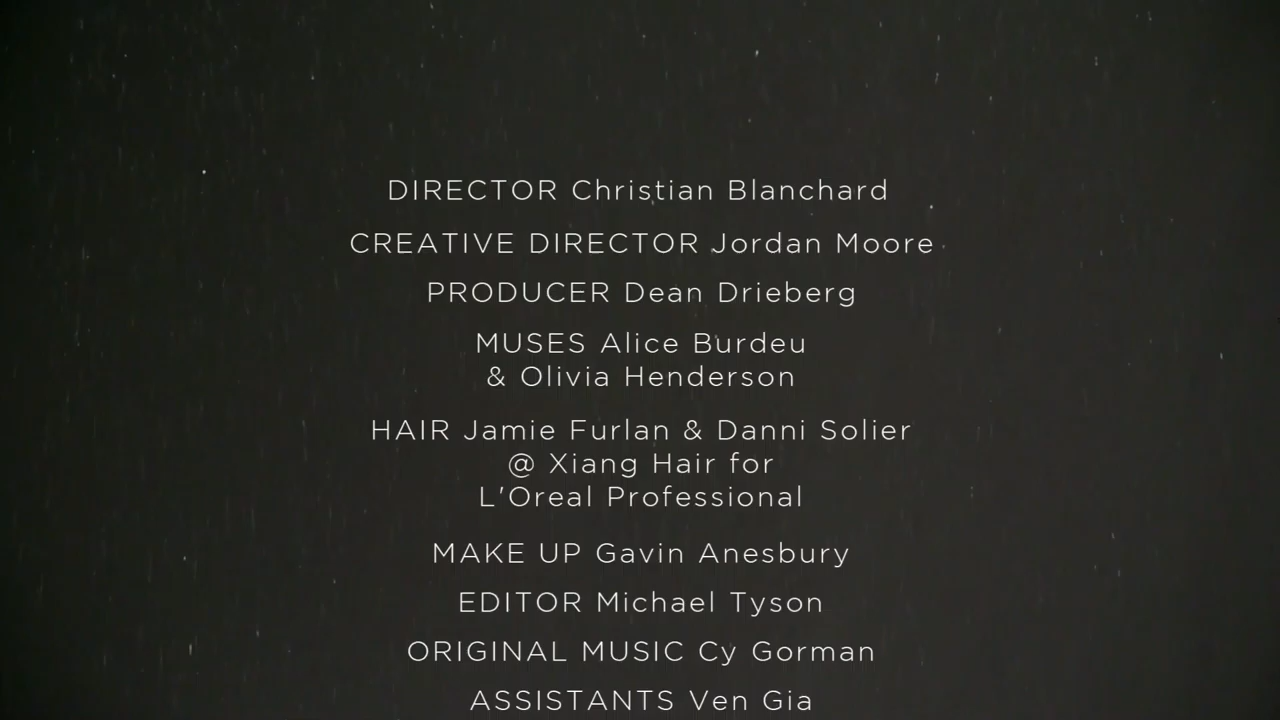 DIRECTOR Christian Blanchard
CREATIVE DIRECTOR Jordan Moore
PRODUCER Dean Drieberg
MUSES Alice Burdeu
& Olivia Henderson
HAIR Jamie Furlan & Danni Solier
@ Xiang Hair for
L'Oreal Professional
MAKE UP Gavin Anesbury
EDITOR Michael Tyson
ORIGINAL MUSIC Cy Gorman
ASSISTANTS Ven Gia